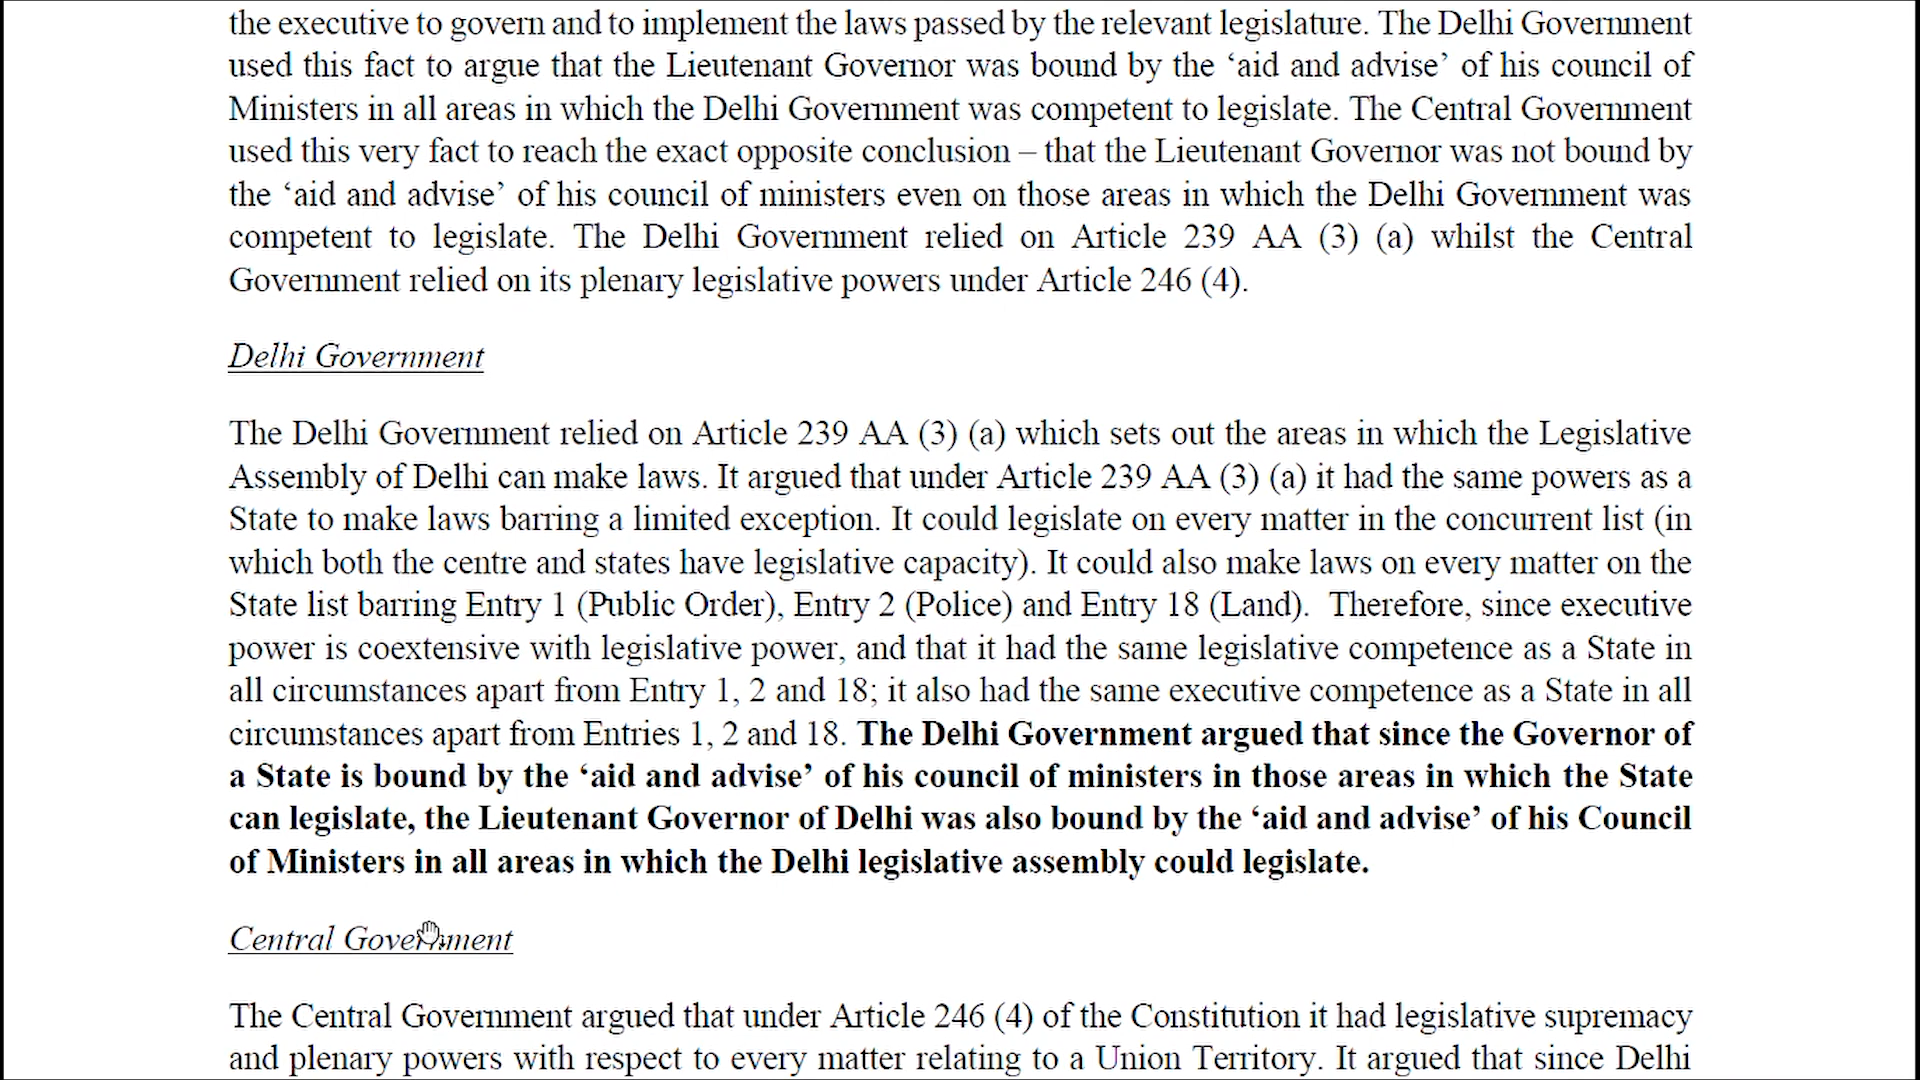 the executive to govern and to implement the laws passed by the relevant legislature. The Delhi Government
used this fact to argue that the Lieutenant Governor was bound by the ‘aid and advise’ of his council of
Ministers in all areas in which the Delhi Government was competent to legislate. The Central Government
used this very fact to reach the exact opposite conclusion – that the Lieutenant Governor was not bound by
the ‘aid and advise’ of his council of ministers even on those areas in which the Delhi Government was
competent to legislate. The Delhi Government relied on Article 239 AA (3) (a) whilst the Central
Government relied on its plenary legislative powers under Article 246 (4).
Delhi Government
The Delhi Government relied on Article 239 AA (3) (a) which sets out the areas in which the Legislative
Assembly of Delhi can make laws. It argued that under Article 239 AA (3) (a) it had the same powers as a
State to make laws barring a limited exception. It could legislate on every matter in the concurrent list (in
which both the centre and states have legislative capacity). It could also make laws on every matter on the
State list barring Entry 1 (Public Order), Entry 2 (Police) and Entry 18 (Land). Therefore, since executive
power is coextensive with legislative power, and that it had the same legislative competence as a State in
all circumstances apart from Entry 1, 2 and 18; it also had the same executive competence as a State in all
circumstances apart from Entries 1, 2 and 18. The Delhi Government argued that since the Governor of
a State is bound by the ‘aid and advise’ of his council of ministers in those areas in which the State
can legislate, the Lieutenant Governor of Delhi was also bound by the ‘aid and advise’ of his Council
of Ministers in all areas in which the Delhi legislative assembly could legislate.
Central Government
The Central Government argued that under Article 246 (4) of the Constitution it had legislative supremacy
and plenary powers with respect to every matter relating to a Union Territory. It argued that since Delhi